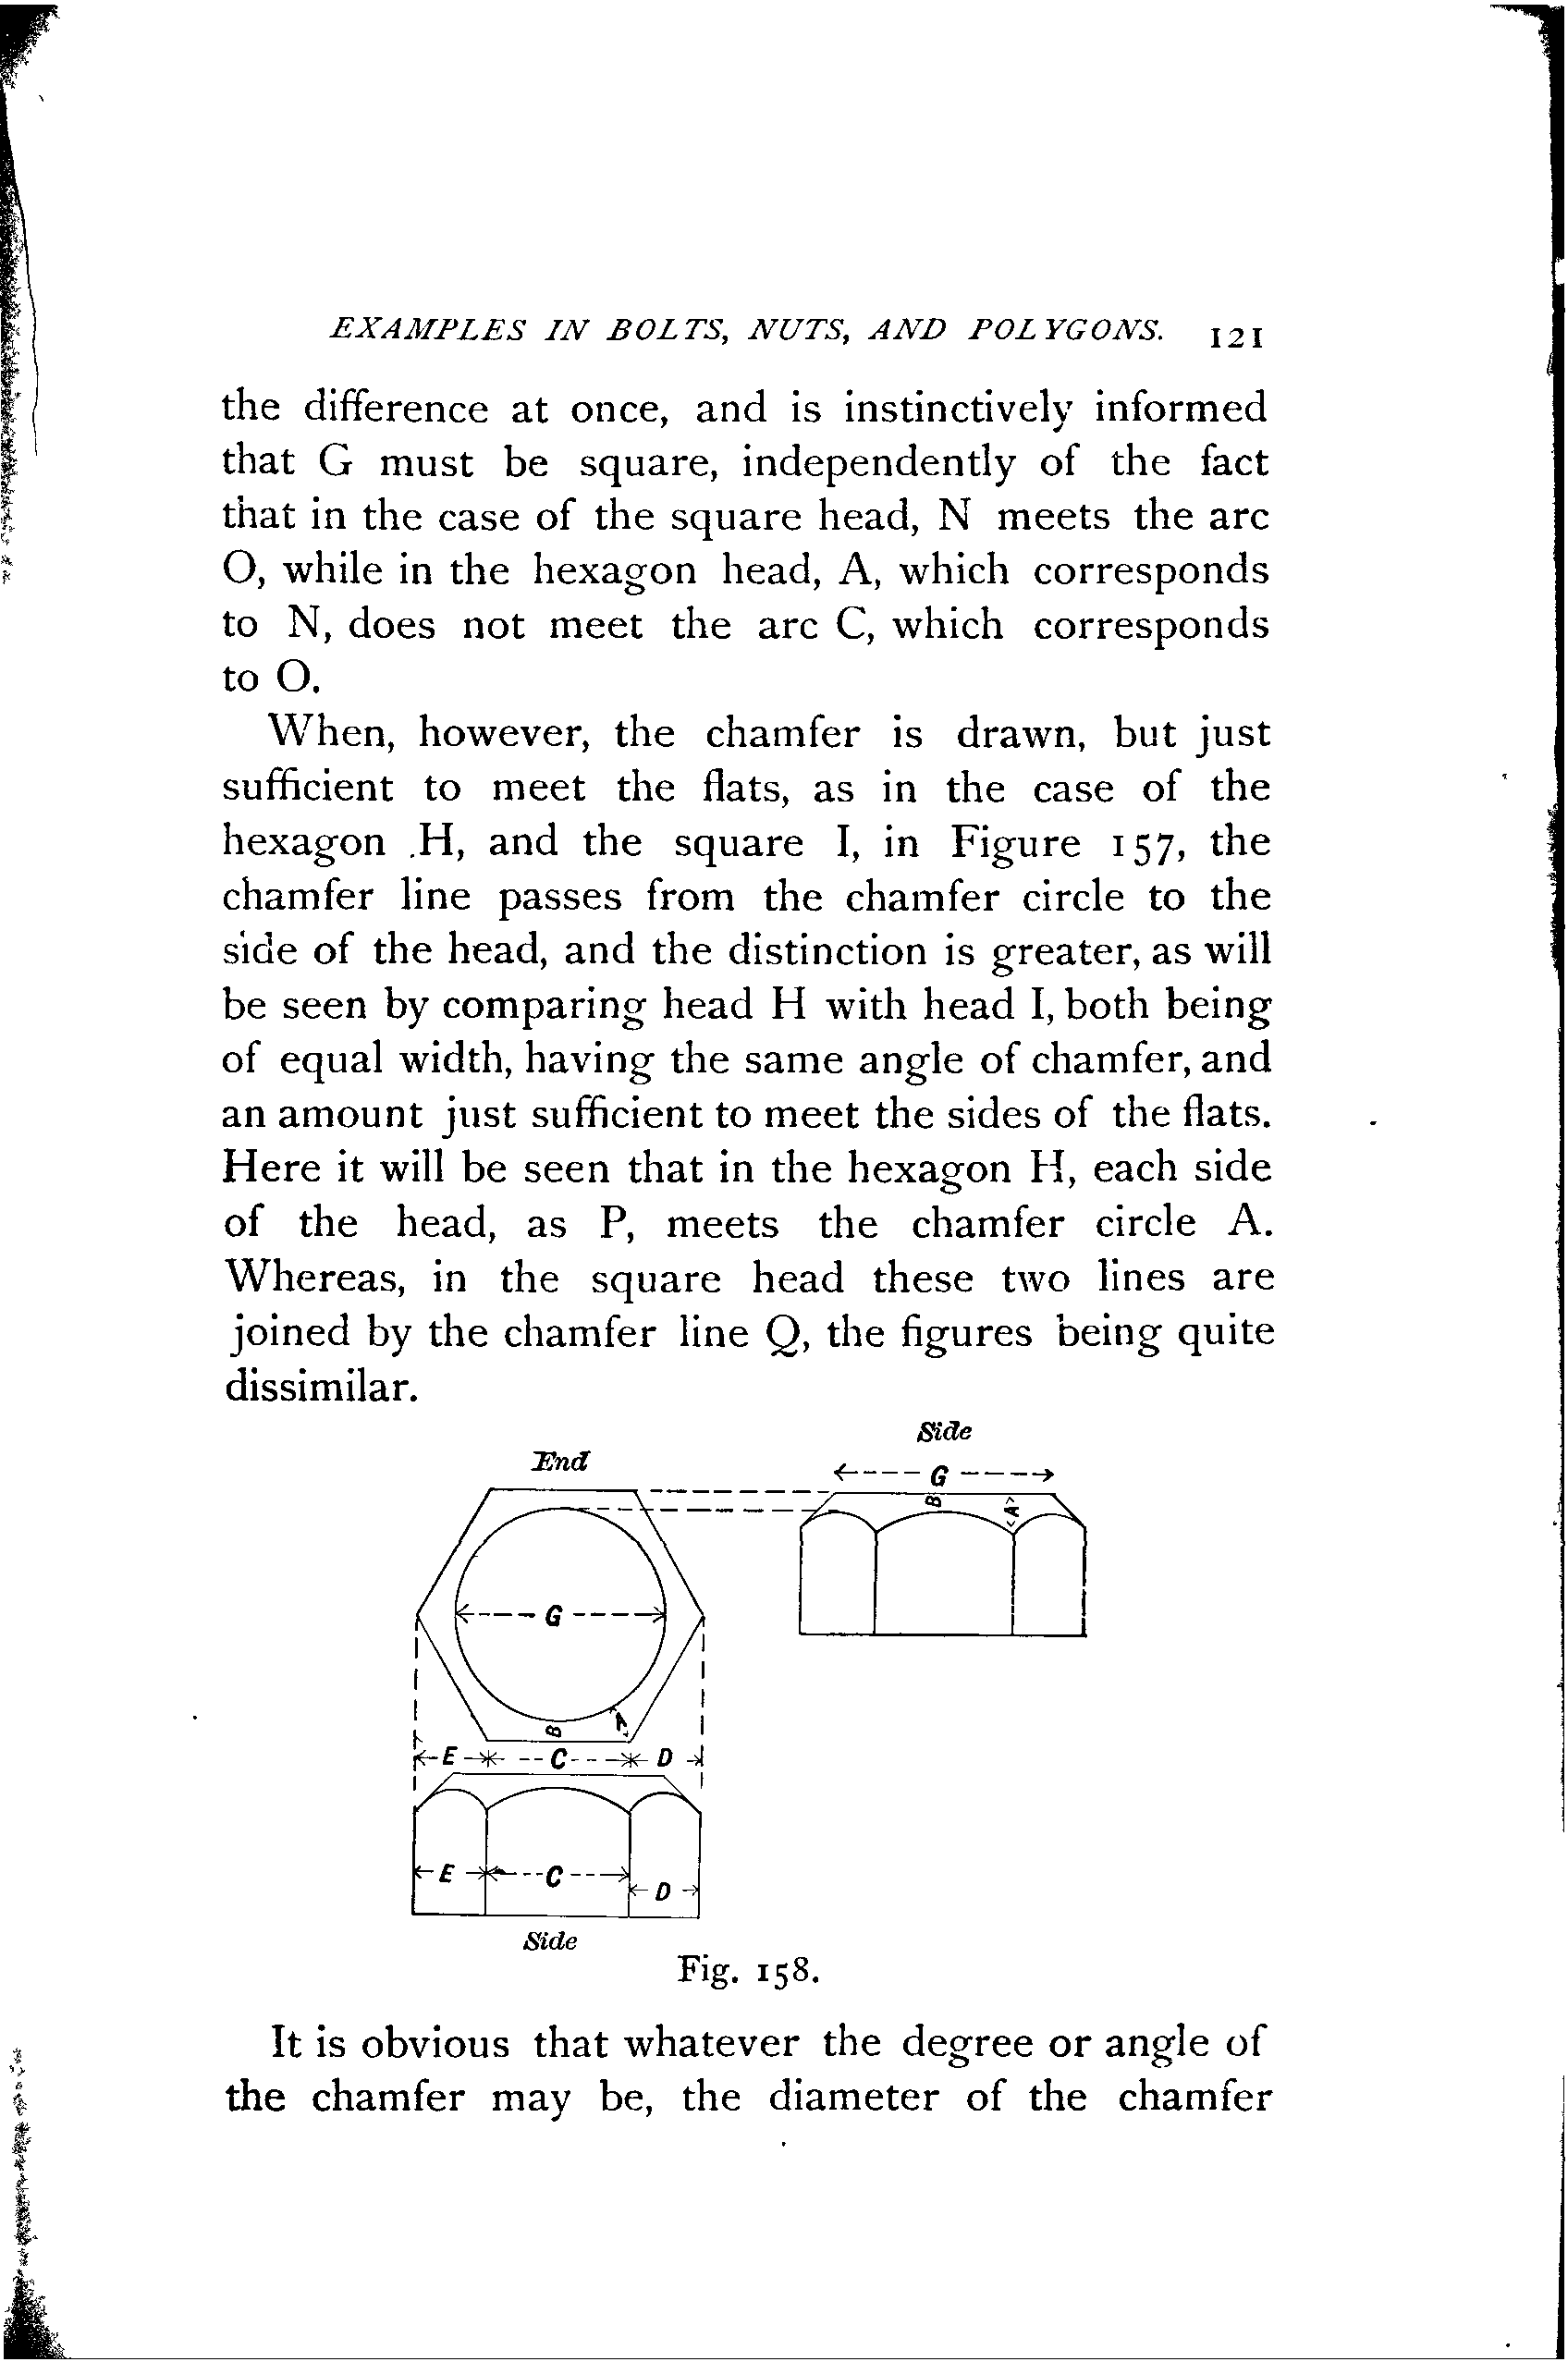 EXAMPLES IN BOLTS, NUTS, AND POLYGONS. 121
the difference at once, and is instinctively informed
that G must be square, independently of the fact
that in the case of the square head, N meets the arc
O, while in the hexagon head, A, which corresponds
to N, does not meet the arc C, which corresponds
to O.
When, however, the chamfer is drawn, but just
sufficient to meet the flats, as in the case of the
hexagon .H, and the square I, in Figure 157, the
chamfer line passes from the chamfer circle to the
side of the head, and the distinction is greater, as will
be seen by comparing head H with head I, both being
of equal width, having the same angle of chamfer, and
an amount just sufficient to meet the sides of the flats.
Here it will be seen that in the hexagon H, each side
of the head, as P, meets the chamfer circle A.
Whereas, in the square head these two lines are
joined by the chamfer line Q, the figures being quite
dissimilar.
End
G
B A
E C D
E C D
Side
Side
G
B A
Fig. 158.
It is obvious that whatever the degree or angle of
the chamfer may be, the diameter of the chamfer